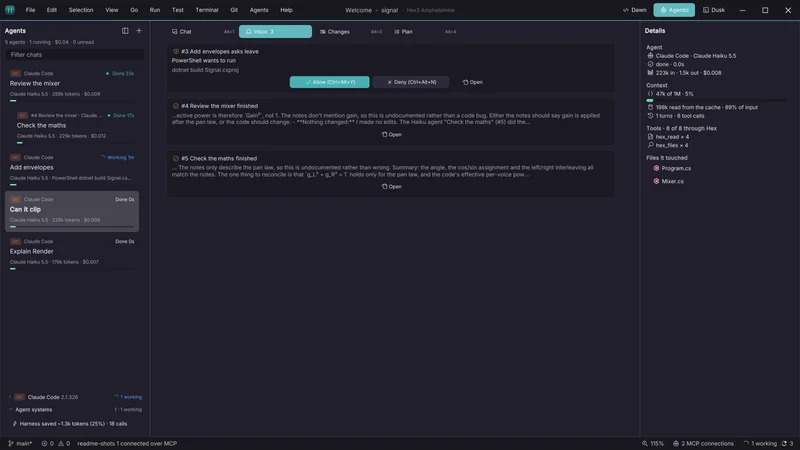 File Edit Selection View Go Run Test Terminal Git Agents Help
Welcome - signal - Hex3 Amphetamine
Dawn Agents Dusk
Agents
5 agents · 1 running · $0.04 · 0 unread
Filter chats
Claude Code Done 33s
Review the mixer
Claude Haiku 5.5 · 288k tokens · $0.009
#4 Review the mixer · Claude ... Done 17s
Check the maths
Claude Haiku 5.5 · 225k tokens · $0.012
Claude Code Working 1m
Add envelopes
Claude Haiku 5.5 · PowerShell dotnet build Signal.cs...
Claude Code Done 0s
Can it clip
Claude Haiku 5.5 · 225k tokens · $0.008
Claude Code Done 0s
Explain Render
Claude Haiku 5.5 · 176k tokens · $0.007
Claude Code 2.1.326 1 working
Agent systems 1 · 1 working
Harness saved ~1.3k tokens (25%) · 18 calls
Chat Alt+1 Inbox 3 Changes Alt+3 Plan Alt+4
#3 Add envelopes asks leave
PowerShell wants to run
dotnet build Signal.csproj
Allow (Ctrl+Alt+Y) Deny (Ctrl+Alt+N) Open
#4 Review the mixer finished
...ective power is therefore `Gain²`, not 1. The notes don't mention gain, so this is undocumented rather than a code bug. Either the notes should say gain is applied
after the pan law, or the code should change. - **Nothing changed:** I made no edits. The Haiku agent "Check the maths" (#5) did the...
Open
#5 Check the maths finished
... The notes only describe the pan law, so this is undocumented rather than wrong. Summary: the angle, the cos/sin assignment and the left/right interleaving all
match the notes. The one thing to reconcile is that `g_L² + g_R² = 1` holds only for the pan law, and the code's effective per-voice pow...
Open
Details
Agent
Claude Code · Claude Haiku 5.5
done · 0.0s
223k in · 1.5k out · $0.008
Context
47k of 1M · 5%
198k read from the cache · 89% of input
1 turns · 8 tool calls
Tools · 8 of 8 through Hex
hex_read × 4
hex_files × 4
Files it touched
Program.cs
Mixer.cs
main* 0 0 readme-shots 1 connected over MCP
115% 2 MCP connections 1 working 3